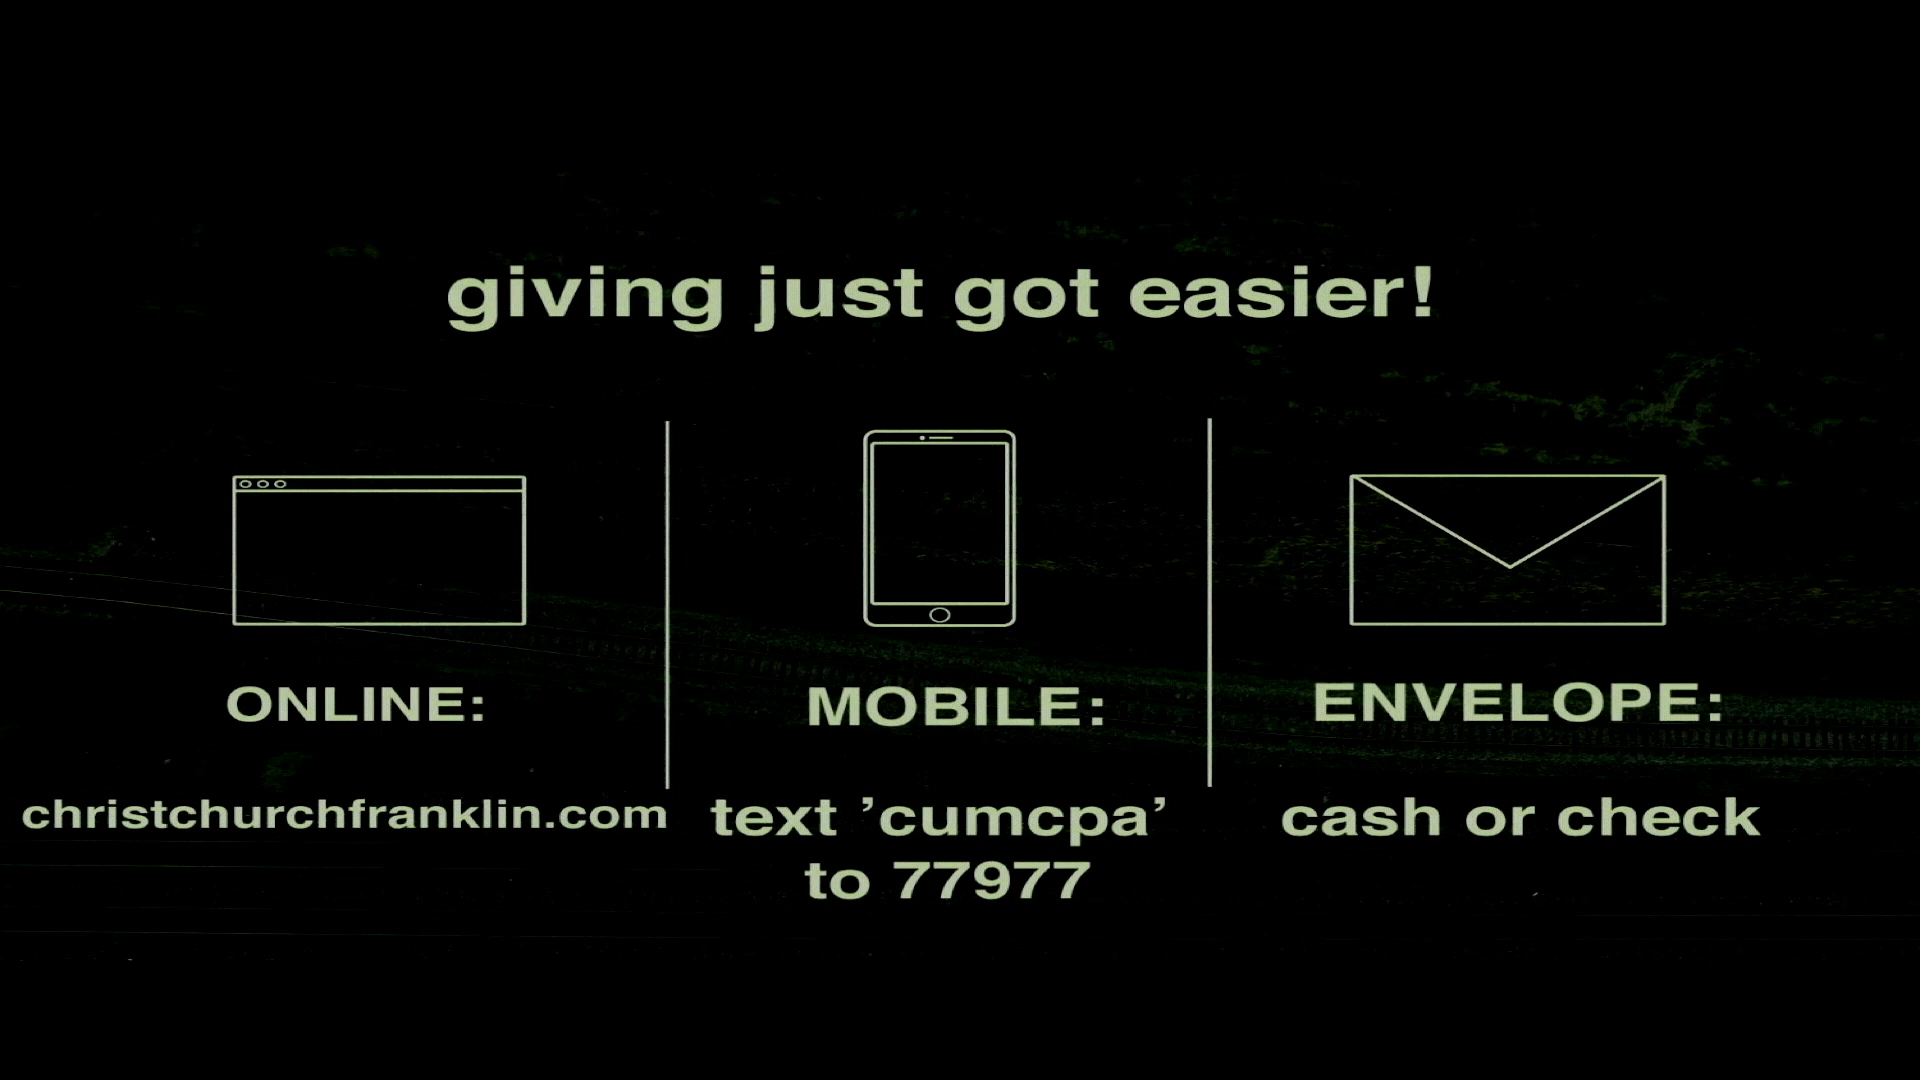 giving just got easier!
ONLINE:
christchurchfranklin.com
MOBILE:
text ’cumcpa’
to 77977
ENVELOPE:
cash or check